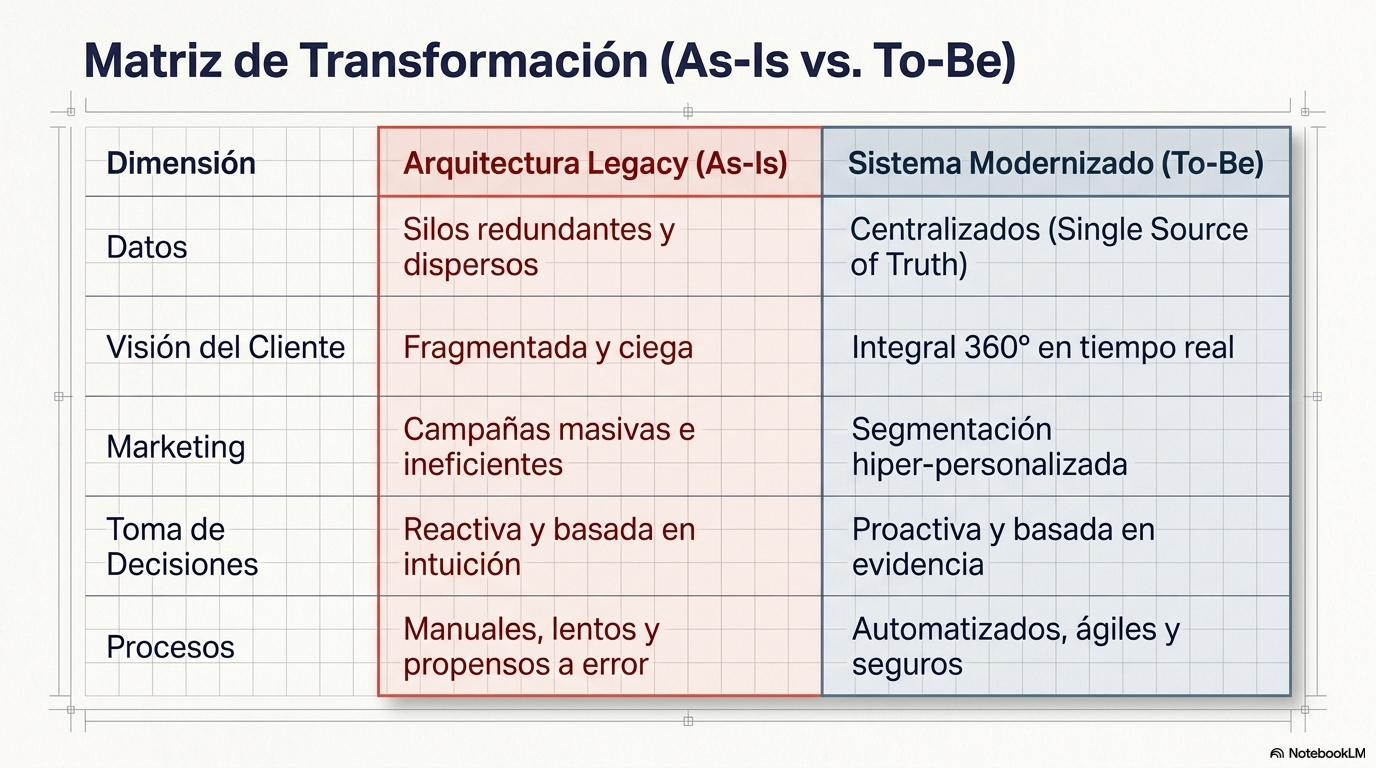 Matriz de Transformación (As-Is vs. To-Be)
Dimensión
Arquitectura Legacy (As-Is)
Sistema Modernizado (To-Be)
Datos
Silos redundantes y
dispersos
Centralizados (Single Source
of Truth)
Visión del Cliente
Fragmentada y ciega
Integral 360° en tiempo real
Marketing
Campañas masivas e
ineficientes
Segmentación
hiper-personalizada
Toma de
Decisiones
Reactiva y basada en
intuición
Proactiva y basada en
evidencia
Procesos
Manuales, lentos y
propensos a error
Automatizados, ágiles y
seguros
NotebookLM